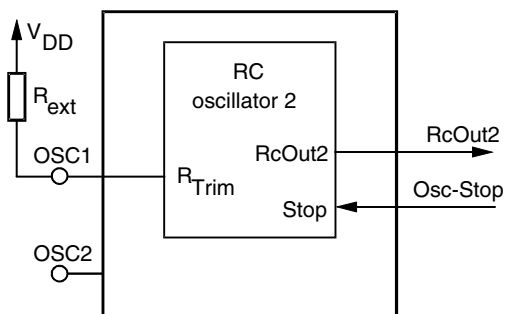 VDD
RC
oscillator 2
Rext
RcOut2
RcOut2
OSC1
RTrim
Osc-Stop
Stop
OSC2